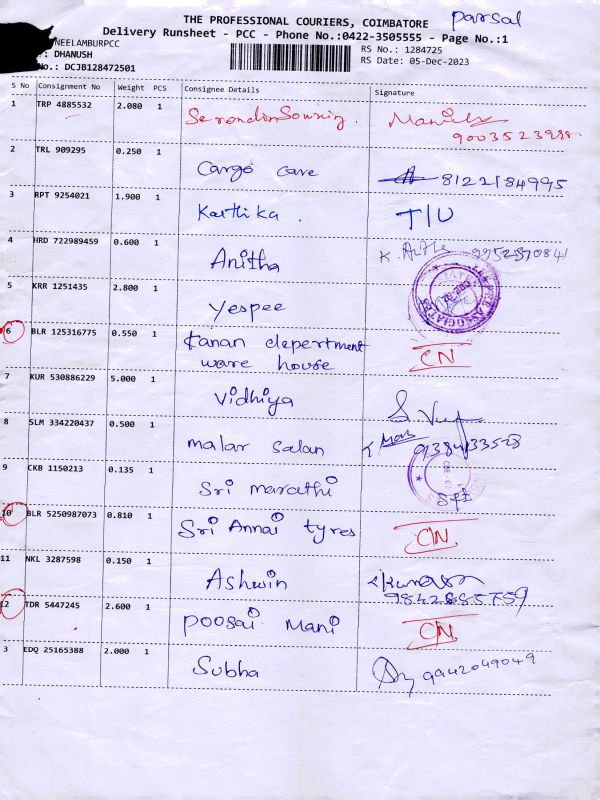 THE PROFESSIONAL COURIERS, COIMBATORE parsal
Delivery Runsheet - PCC - Phone No.:0422-3505555 - Page No.:1
NEELAMBURPCC RS No.: 1284725
: DHANUSH RS Date: 05-Dec-2023
No.: DCJB128472501
S No Consignment No Weight PCS Consignee Details Signature
1 TRP 4885532 2.080 1
9003523988
2 TRL 909295 0.250 1 Cargo care 8122184995
3 RPT 9254021 1.900 1 Karthika . T/U
4 HRD 722989459 0.600 1 Anitha K.
5 KRR 1251435 2.800 1 yespee
6 BLR 125316775 0.550 1 Kanan depertment CN
ware house
7 KUR 530886229 5.000 1 Vidhiya
8 SLM 334220437 0.500 1 malar salan 9384133528
9 CKB 1150213 0.135 1 Sri marathi
10 BLR 5250987073 0.810 1 Sri Annai tyres CN
11 NKL 3287598 0.150 1 Ashwin
9842885759
12 TDR 5447245 2.600 1 poosai mani CN
3 EDQ 25165388 2.000 1 Subha 9942049049